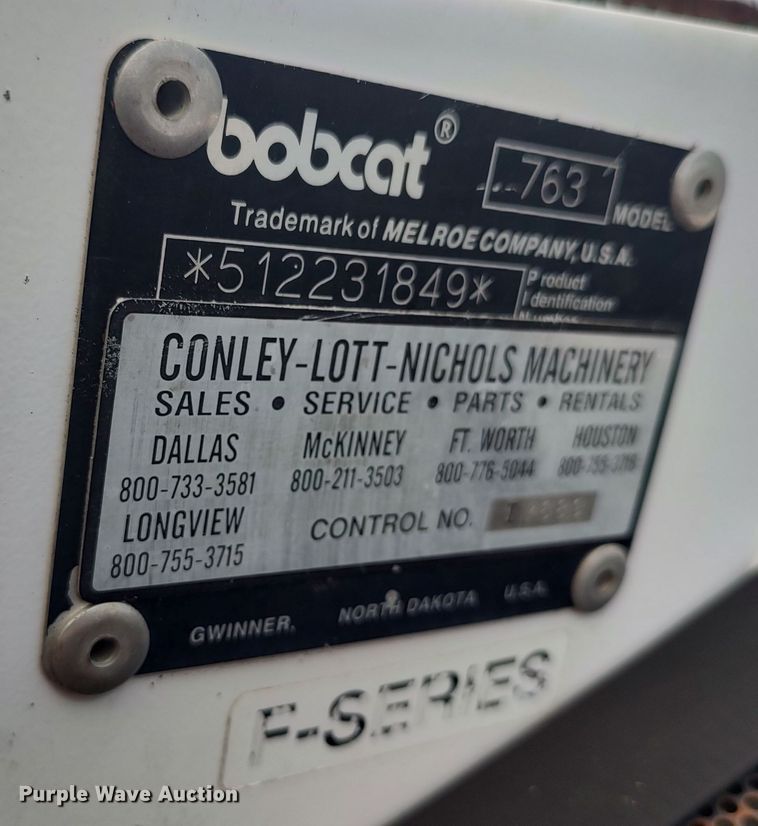 bobcat®
763
MODEL
Trademark of MELROE COMPANY, U.S.A.
*512231849*
Product
Identification
Number
CONLEY-LOTT-NICHOLS MACHINERY
SALES • SERVICE • PARTS • RENTALS
DALLAS McKINNEY FT. WORTH HOUSTON
800-733-3581 800-211-3503 800-776-5044
LONGVIEW
800-755-3715
CONTROL NO.
GWINNER, NORTH DAKOTA U.S.A.
F-SERIES
Purple Wave Auction